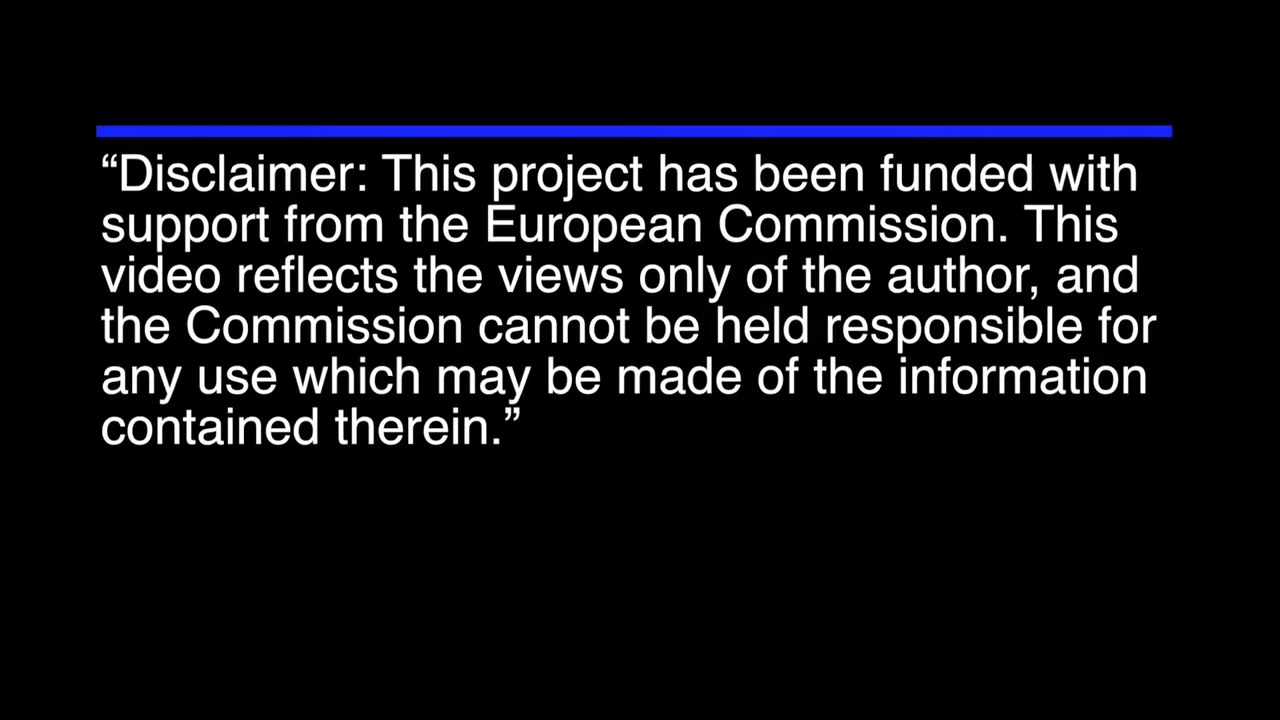 “Disclaimer: This project has been funded with
support from the European Commission. This
video reflects the views only of the author, and
the Commission cannot be held responsible for
any use which may be made of the information
contained therein.”